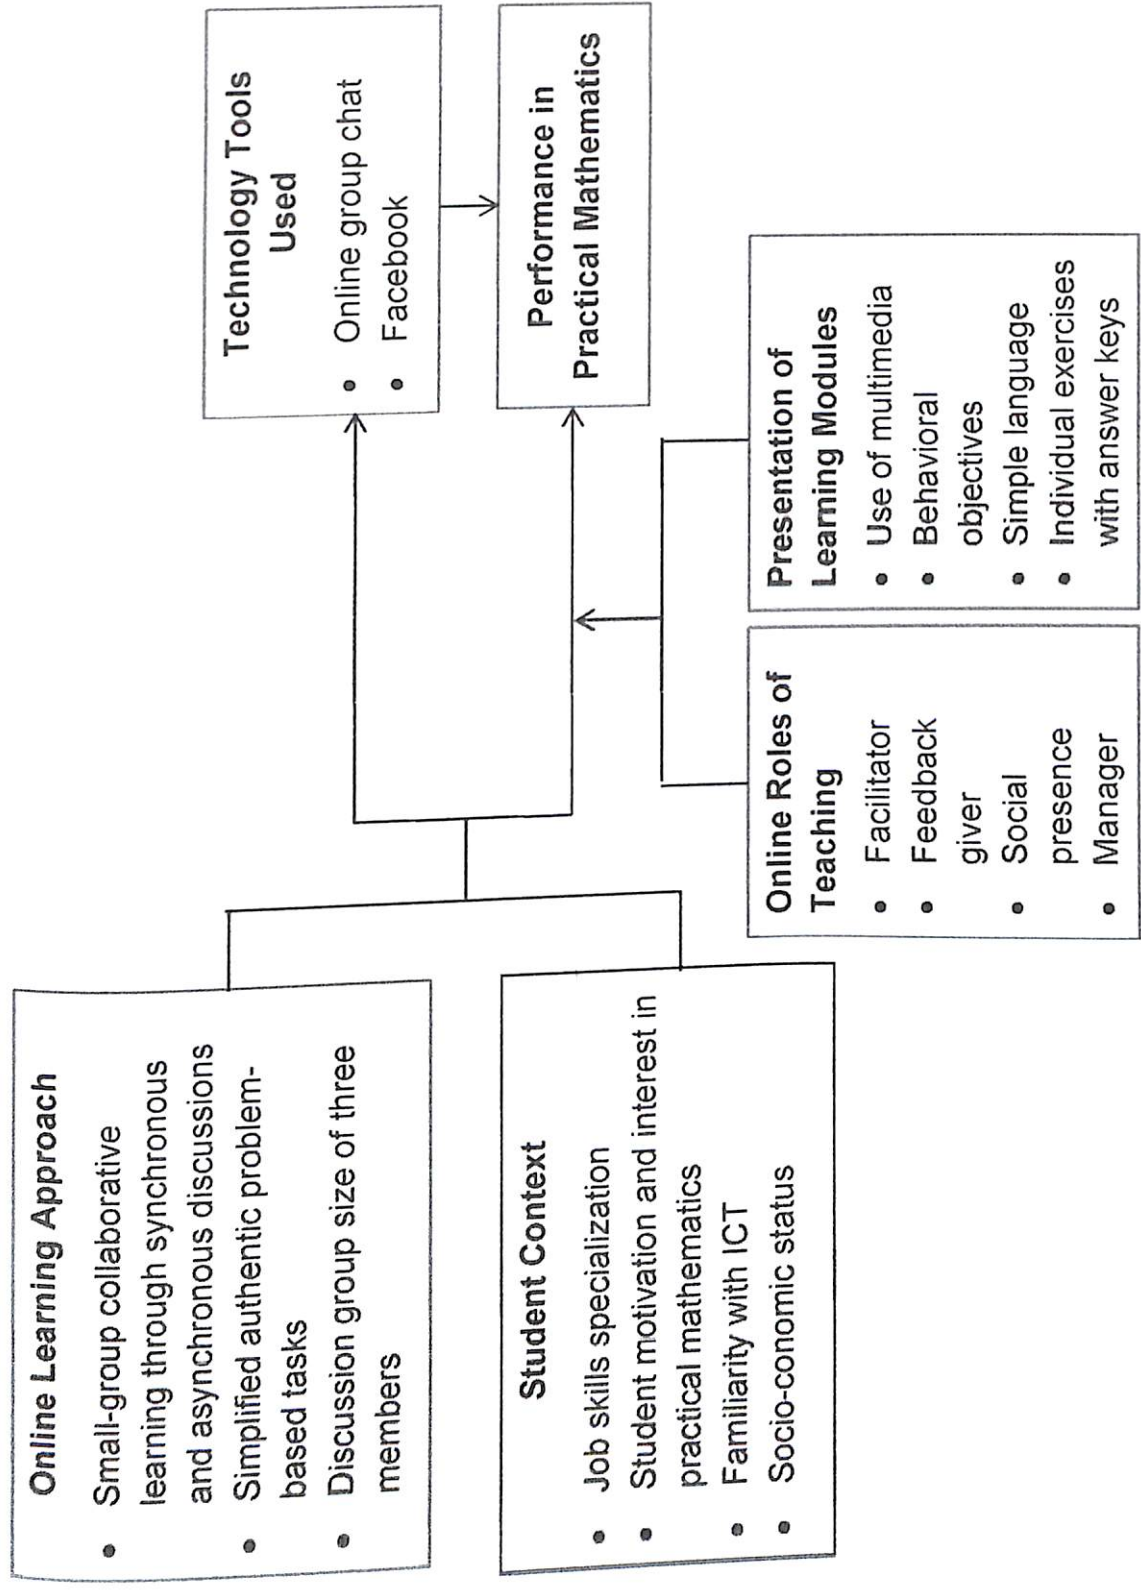 Online Learning Approach
• Small-group collaborative
learning through synchronous
and asynchronous discussions
• Simplified authentic problem-
based tasks
• Discussion group size of three
members
Student Context
• Job skills specialization
• Student motivation and interest in
practical mathematics
• Familiarity with ICT
• Socio-economic status
Technology Tools
Used
• Online group chat
• Facebook
Performance in
Practical Mathematics
Online Roles of
Teaching
• Facilitator
• Feedback
giver
• Social
presence
• Manager
Presentation of
Learning Modules
• Use of multimedia
• Behavioral
objectives
• Simple language
• Individual exercises
with answer keys